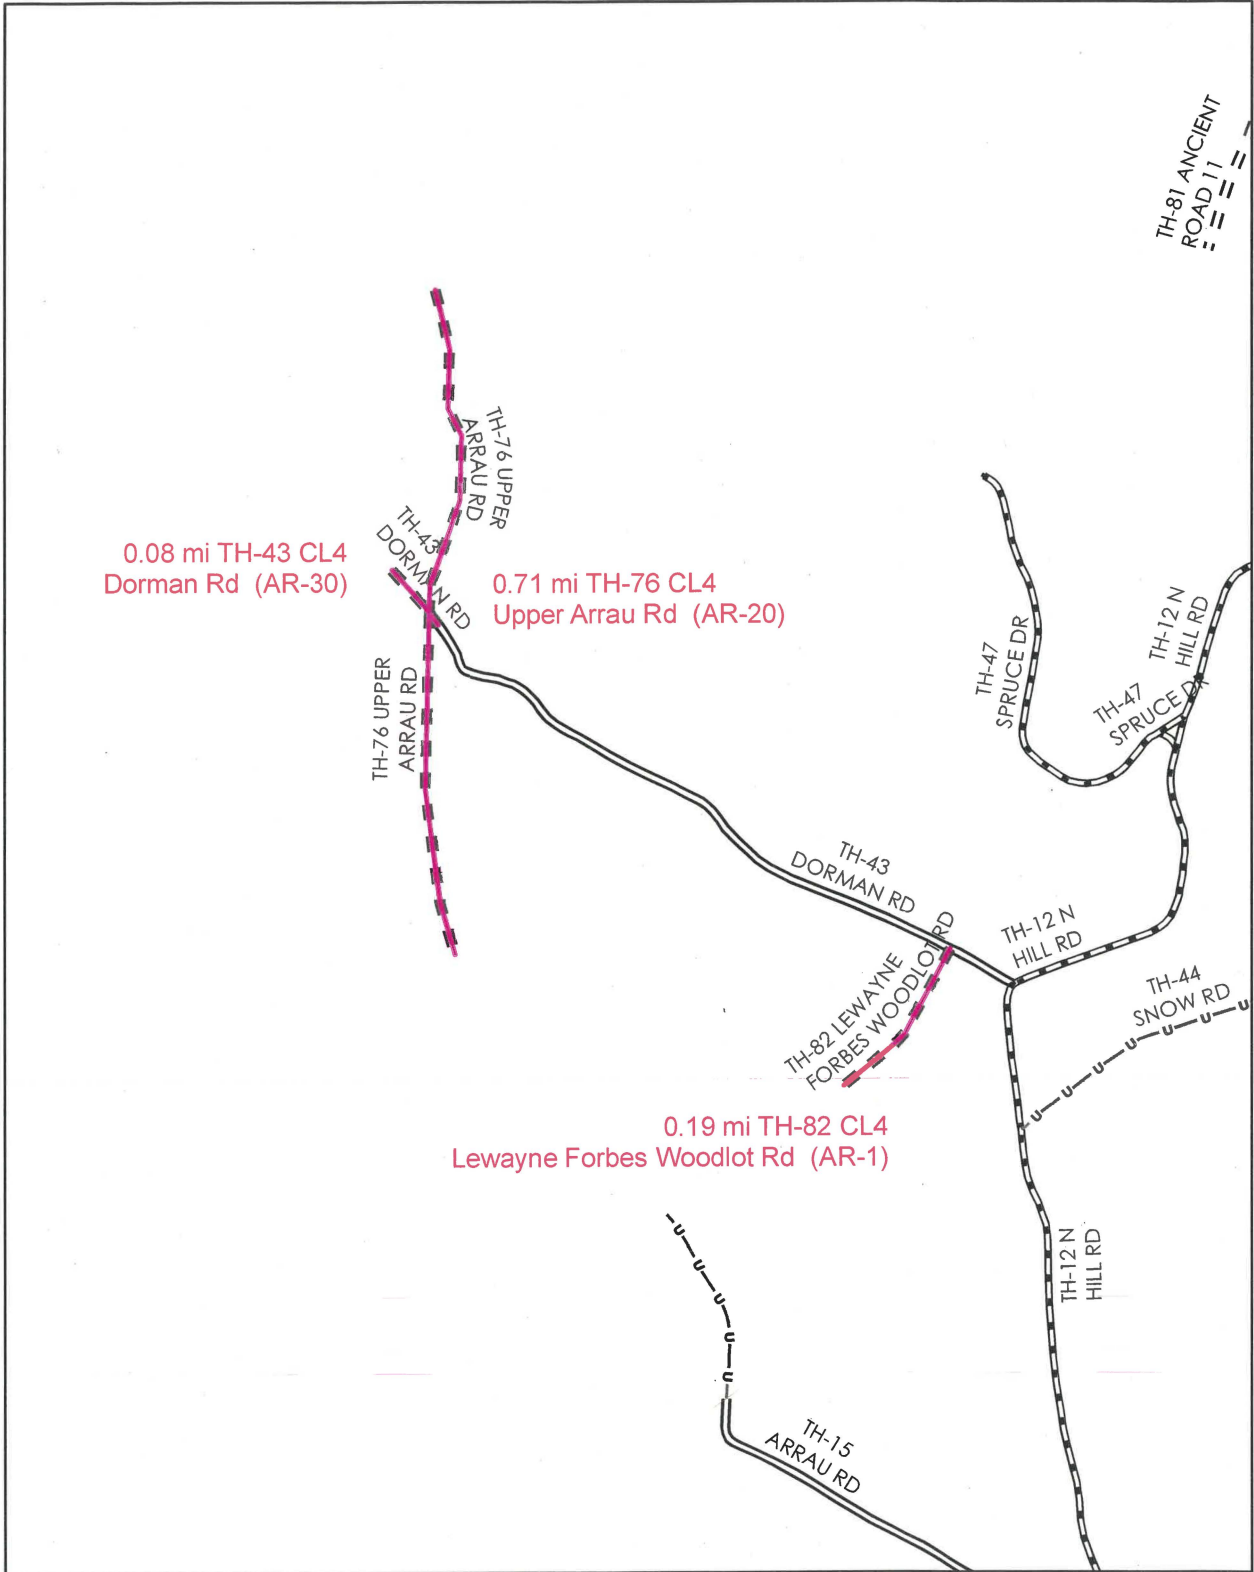 TH-81 ANCIENT
ROAD 11
TH-76 UPPER
ARRAU RD
TH-43
DORMAN RD
0.08 mi TH-43 CL4
Dorman Rd (AR-30)
0.71 mi TH-76 CL4
Upper Arrau Rd (AR-20)
TH-76 UPPER
ARRAU RD
TH-47
SPRUCE DR
TH-12 N
HILL RD
TH-47
SPRUCE DR
TH-43
DORMAN RD
TH-12 N
HILL RD
TH-82 LEWAYNE
FORBES WOODLOT RD
TH-44
SNOW RD
0.19 mi TH-82 CL4
Lewayne Forbes Woodlot Rd (AR-1)
TH-12 N
HILL RD
TH-15
ARRAU RD